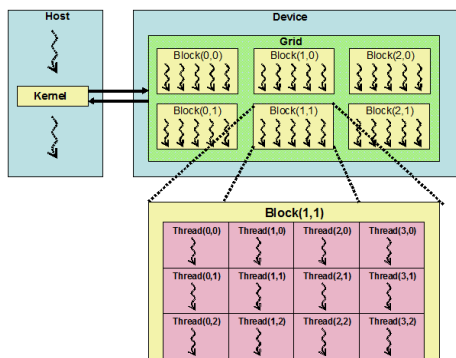 Host
Device
Grid
Block(0,0) Block(1,0) Block(2,0)
Kernel
Block(0,1) Block(1,1) Block(2,1)
Block(1,1)
Thread(0,0) Thread(1,0) Thread(2,0) Thread(3,0)
Thread(0,1) Thread(1,1) Thread(2,1) Thread(3,1)
Thread(0,2) Thread(1,2) Thread(2,2) Thread(3,2)